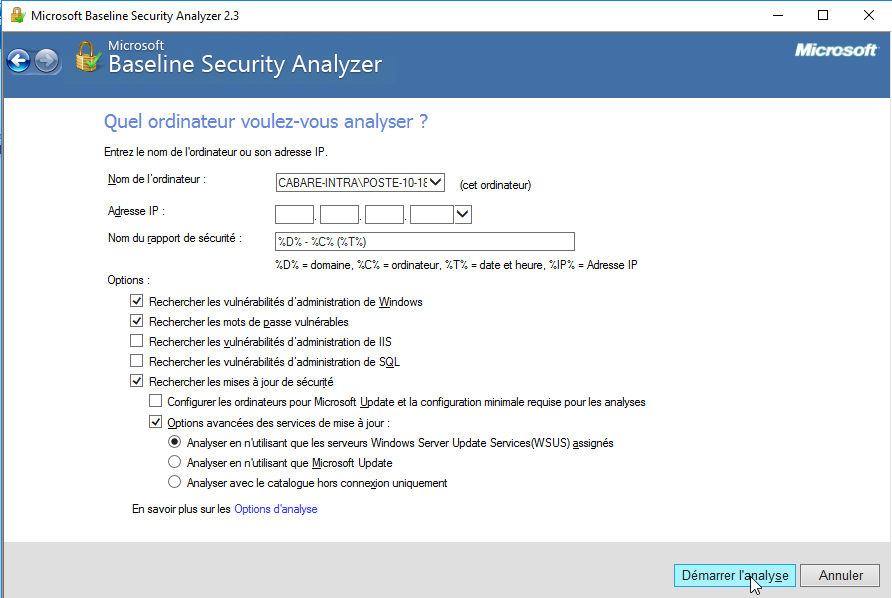 Microsoft Baseline Security Analyzer 2.3
Microsoft
Baseline Security Analyzer
Microsoft
Quel ordinateur voulez-vous analyser ?
Entrez le nom de l'ordinateur ou son adresse IP.
Nom de l'ordinateur :
CABARE-INTRA\POSTE-10-18
(cet ordinateur)
Adresse IP :
Nom du rapport de sécurité :
%D% - %C% (%T%)
%D% = domaine, %C% = ordinateur, %T% = date et heure, %IP% = Adresse IP
Options :
Rechercher les vulnérabilités d'administration de Windows
Rechercher les mots de passe vulnérables
Rechercher les vulnérabilités d'administration de IIS
Rechercher les vulnérabilités d'administration de SQL
Rechercher les mises à jour de sécurité
Configurer les ordinateurs pour Microsoft Update et la configuration minimale requise pour les analyses
Options avancées des services de mise à jour :
Analyser en n'utilisant que les serveurs Windows Server Update Services(WSUS) assignés
Analyser en n'utilisant que Microsoft Update
Analyser avec le catalogue hors connexion uniquement
En savoir plus sur les Options d'analyse
Démarrer l'analyse
Annuler